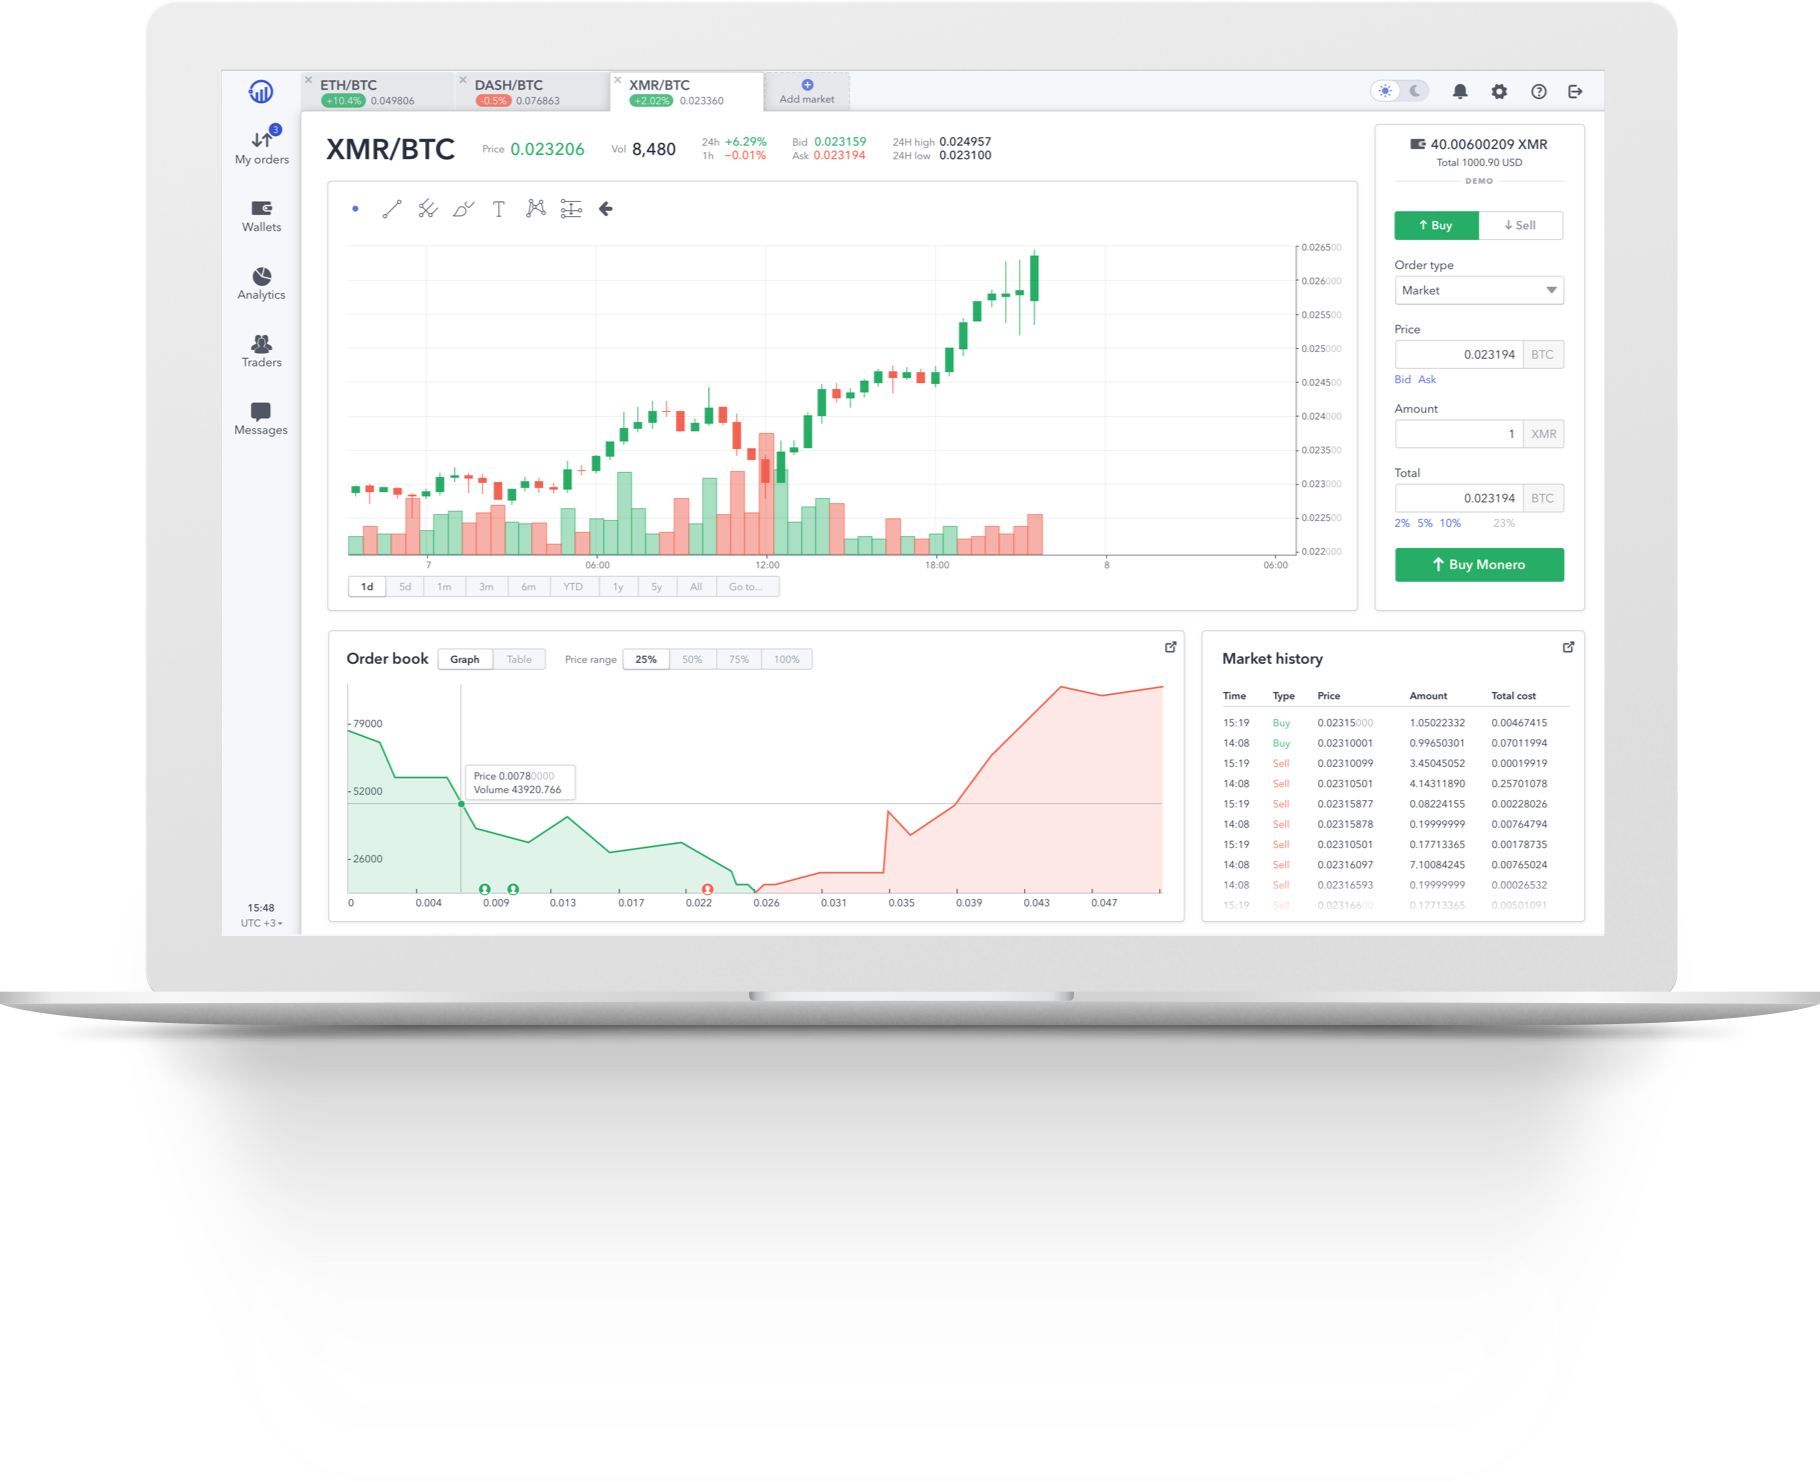 ETH/BTC
+10.4% 0.049806
DASH/BTC
-0.5% 0.076863
XMR/BTC
+2.02% 0.023360
Add market
3
My orders
Wallets
Analytics
Traders
Messages
15:48
UTC +3
XMR/BTC
Price 0.023206
Vol 8,480
24h +6.29%
1h −0.01%
Bid 0.023159
Ask 0.023194
24H high 0.024957
24H low 0.023100
T
0.026500
0.026000
0.025500
0.025000
0.024500
0.024000
0.023500
0.023000
0.022500
0.022000
7 06:00 12:00 18:00 8 06:00
1d 5d 1m 3m 6m YTD 1y 5y All Go to...
40.00600209 XMR
Total 1000.90 USD
DEMO
Buy Sell
Order type
Market
Price
0.023194 BTC
Bid Ask
Amount
1 XMR
Total
0.023194 BTC
2% 5% 10% 23%
Buy Monero
Order book Graph Table Price range 25% 50% 75% 100%
79000
52000
26000
Price 0.00780000
Volume 43920.766
0 0.004 0.009 0.013 0.017 0.022 0.026 0.031 0.035 0.039 0.043 0.047
Market history
Time Type Price Amount Total cost
15:19 Buy 0.02315000 1.05022332 0.00467415
14:08 Buy 0.02310001 0.99650301 0.07011994
15:19 Sell 0.02310099 3.45045052 0.00019919
14:08 Sell 0.02310501 4.14311890 0.25701078
15:19 Sell 0.02315877 0.08224155 0.00228026
14:08 Sell 0.02315878 0.19999999 0.00764794
15:19 Sell 0.02310501 0.17713365 0.00178735
14:08 Sell 0.02316097 7.10084245 0.00765024
14:08 Sell 0.02316593 0.19999999 0.00026532
15:19 Sell 0.02316600 0.17713365 0.00501091